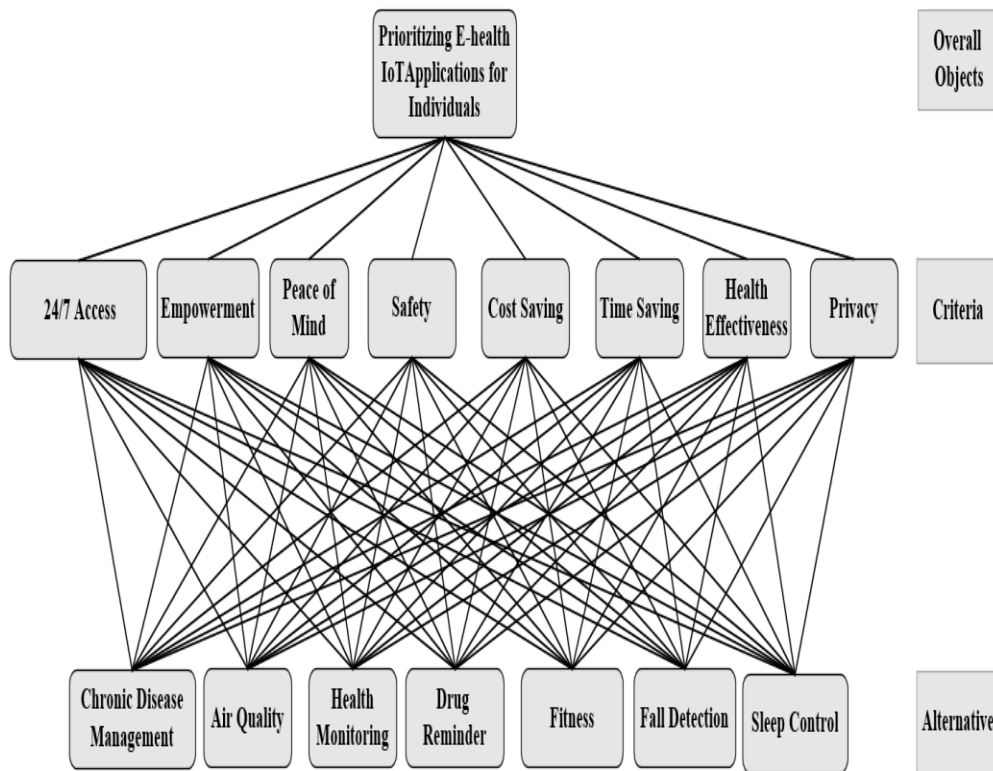 Prioritizing E-health
IoTApplications for
Individuals
Overall
Objects
24/7 Access
Empowerment
Peace of
Mind
Safety
Cost Saving
Time Saving
Health
Effectiveness
Privacy
Criteria
Chronic Disease
Management
Air Quality
Health
Monitoring
Drug
Reminder
Fitness
Fall Detection
Sleep Control
Alternative